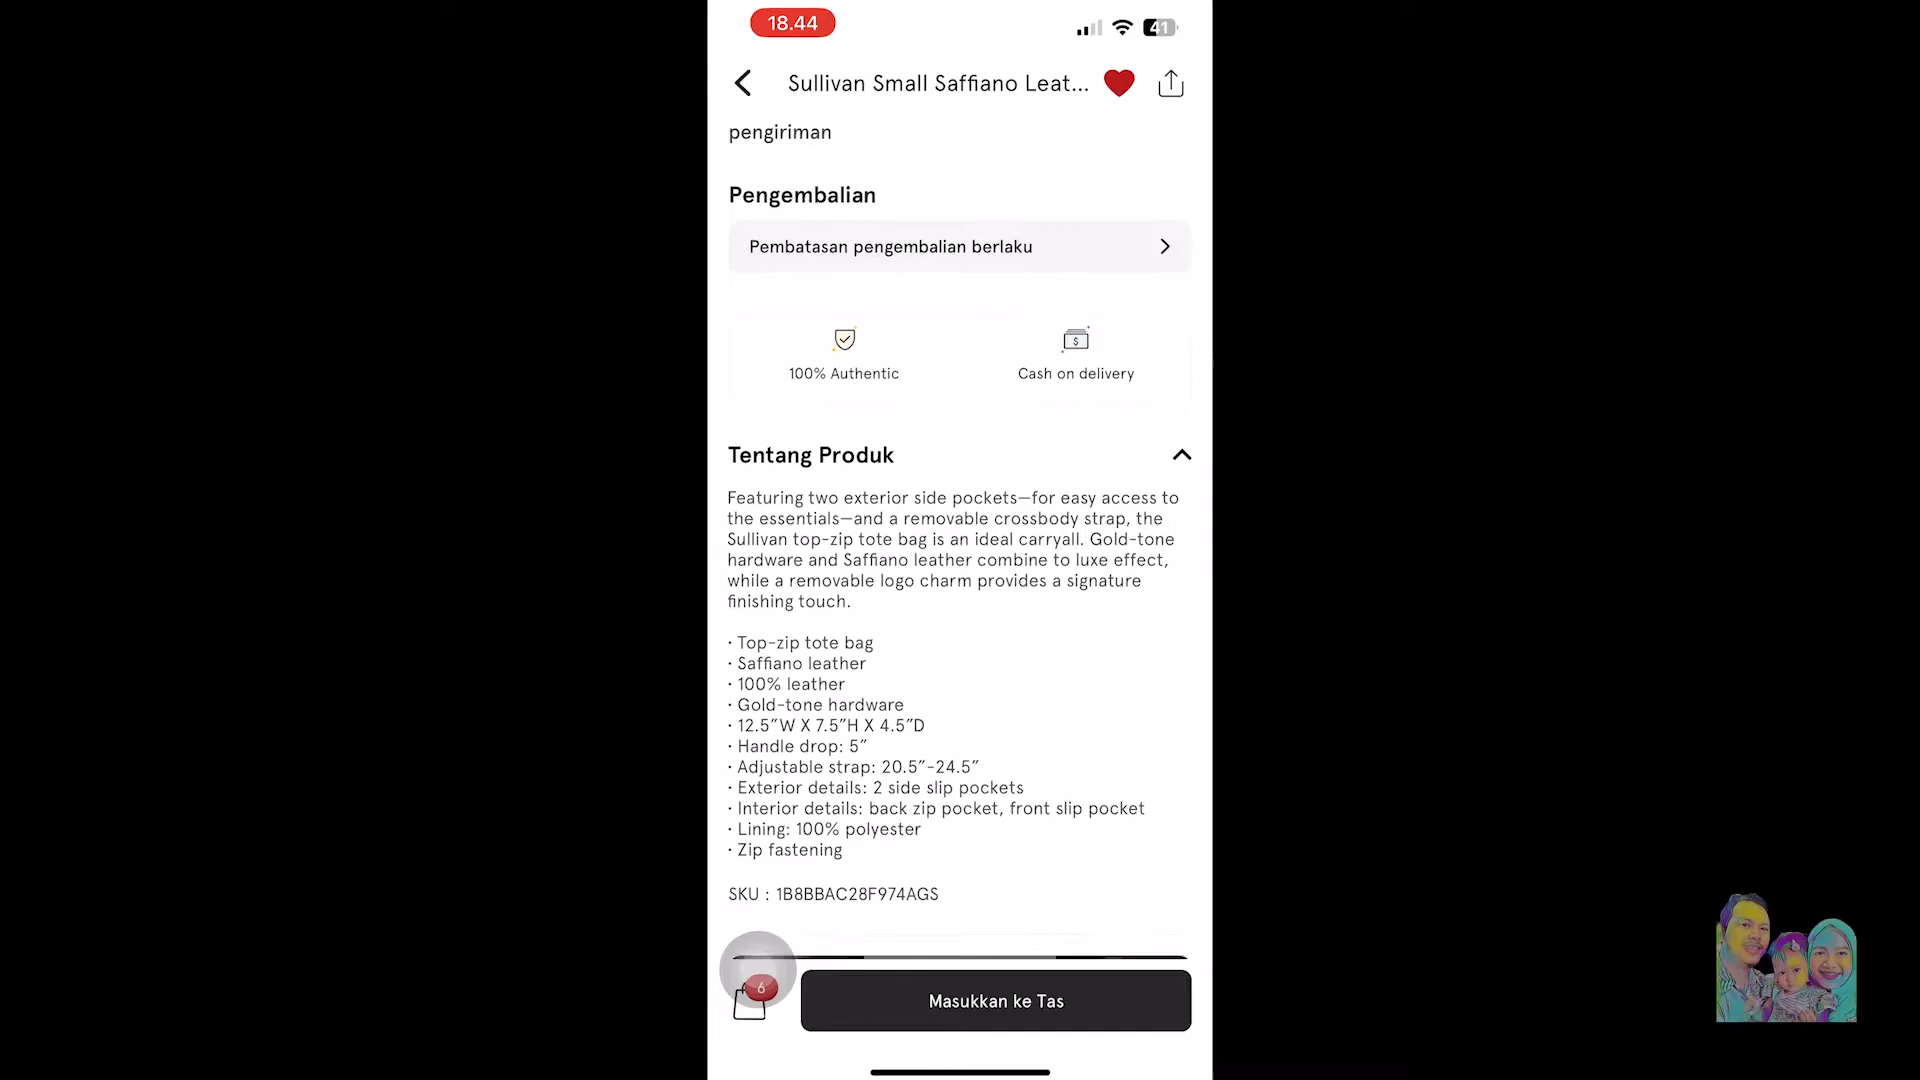 18.44
41
Sullivan Small Saffiano Leat...
pengiriman
Pengembalian
Pembatasan pengembalian berlaku
100% Authentic
Cash on delivery
Tentang Produk
Featuring two exterior side pockets—for easy access to
the essentials—and a removable crossbody strap, the
Sullivan top-zip tote bag is an ideal carryall. Gold-tone
hardware and Saffiano leather combine to luxe effect,
while a removable logo charm provides a signature
finishing touch.
· Top-zip tote bag
· Saffiano leather
· 100% leather
· Gold-tone hardware
· 12.5”W X 7.5”H X 4.5”D
· Handle drop: 5”
· Adjustable strap: 20.5”-24.5”
· Exterior details: 2 side slip pockets
· Interior details: back zip pocket, front slip pocket
· Lining: 100% polyester
· Zip fastening
SKU : 1B8BBAC28F974AGS
6
Masukkan ke Tas